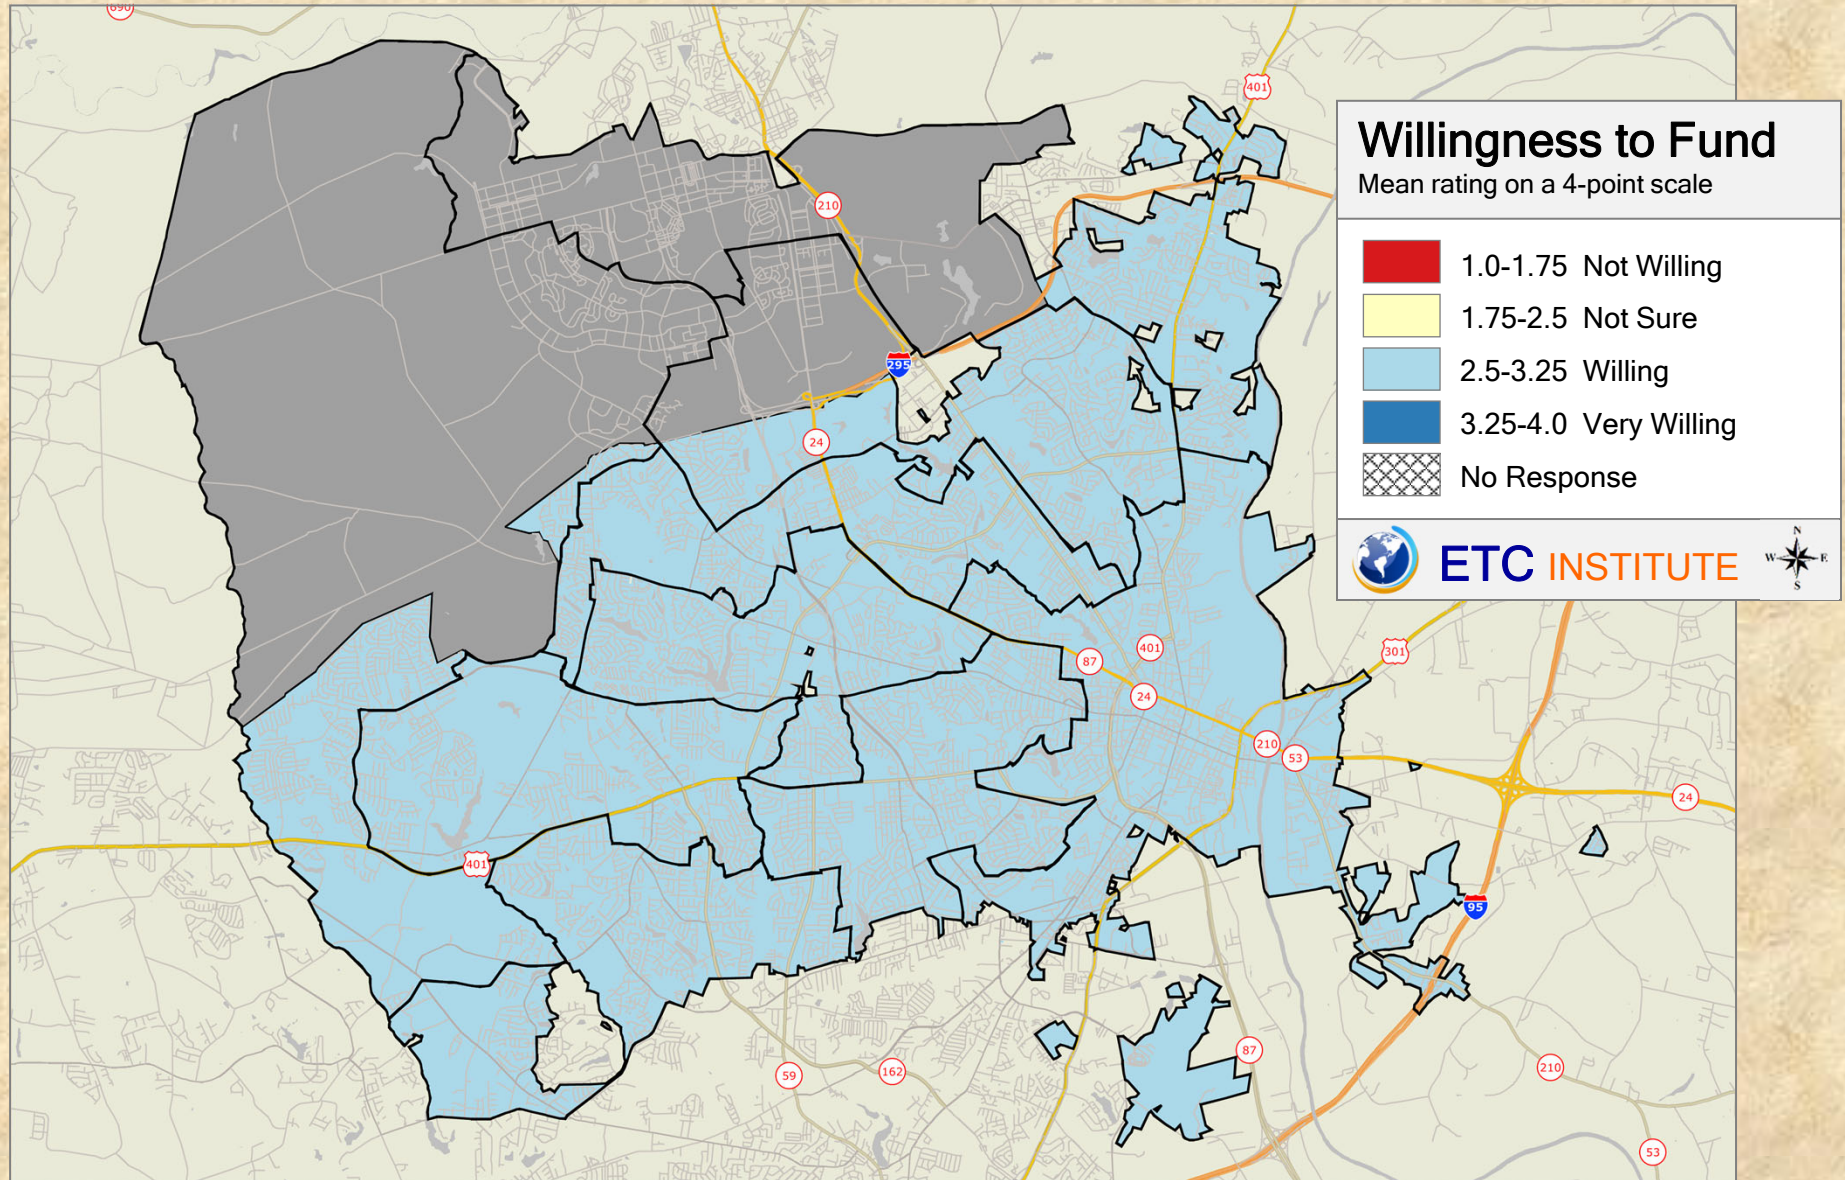 690
401
Willingness to Fund
Mean rating on a 4-point scale
210
1.0-1.75 Not Willing
1.75-2.5 Not Sure
295
2.5-3.25 Willing
3.25-4.0 Very Willing
24
No Response
ETC INSTITUTE
N
W E
S
401
301
87
24
210
53
24
401
95
87
59
162
210
53